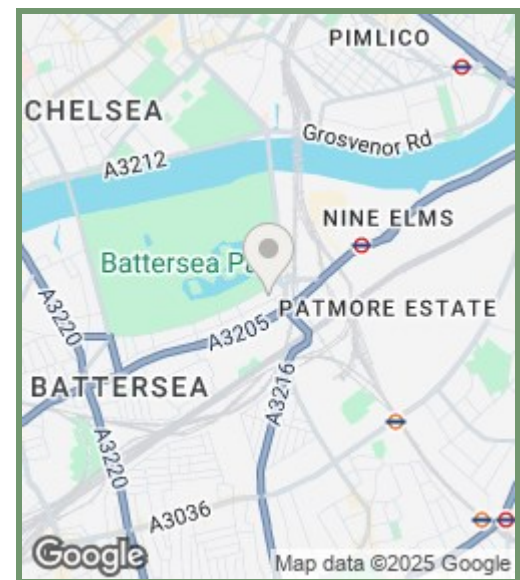 PIMLICO
CHELSEA
Grosvenor Rd
A3212
NINE ELMS
Battersea
A3220
A3205
PATMORE ESTATE
BATTERSEA
A3216
A3220
A3036
Google
Map data ©2025 Google